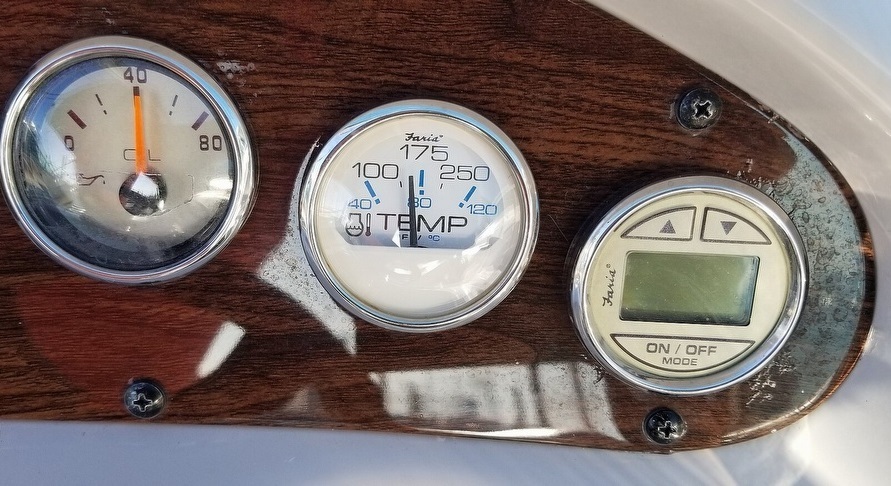 40
0 80
OIL
Faria
175
100 250
40 80 120
TEMP
°F / °C
Faria
ON / OFF
MODE